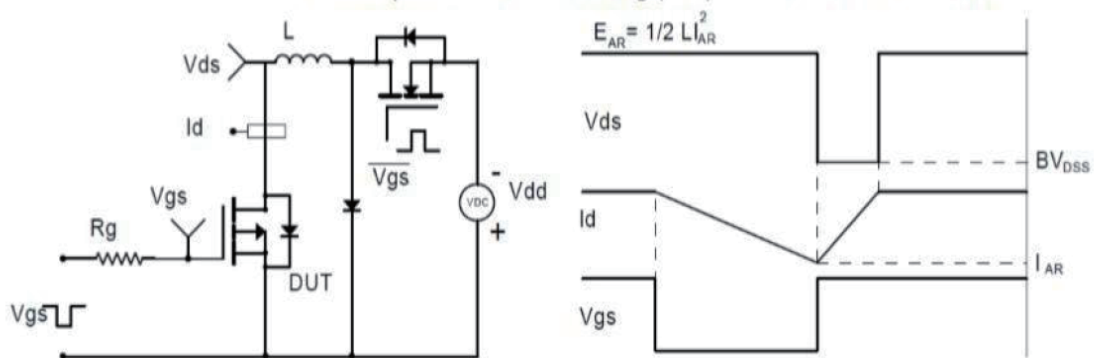 L
Vds
Id
Vgs
Vgs
-
Vdd
VDC
+
Rg
DUT
Vgs
E_AR = 1/2 LI_AR^2
Vds
BV_DSS
Id
I_AR
Vgs